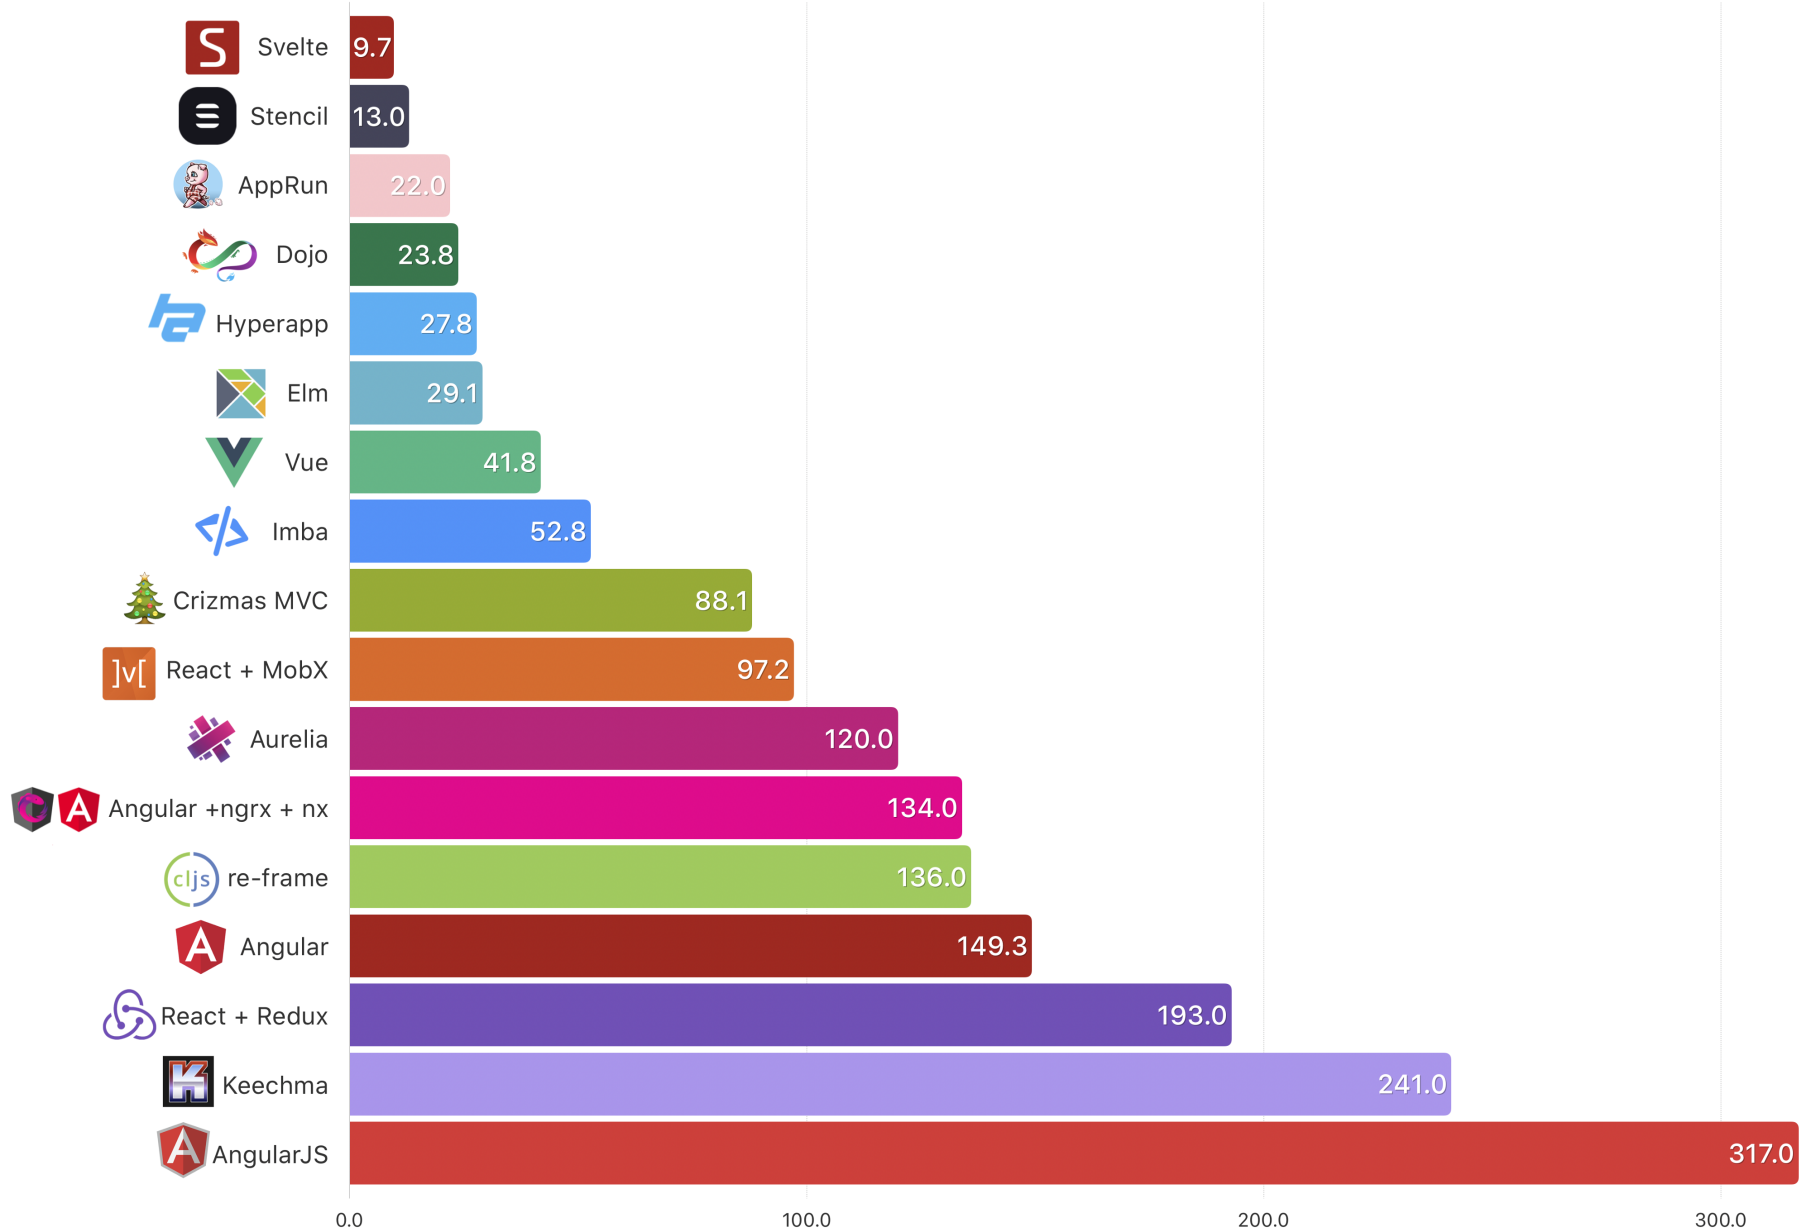 Svelte 9.7
Stencil 13.0
AppRun 22.0
Dojo 23.8
Hyperapp 27.8
Elm 29.1
Vue 41.8
Imba 52.8
Crizmas MVC 88.1
]v[ React + MobX 97.2
Aurelia 120.0
Angular +ngrx + nx 134.0
cljs re-frame 136.0
Angular 149.3
React + Redux 193.0
Keechma 241.0
AngularJS 317.0
0.0 100.0 200.0 300.0